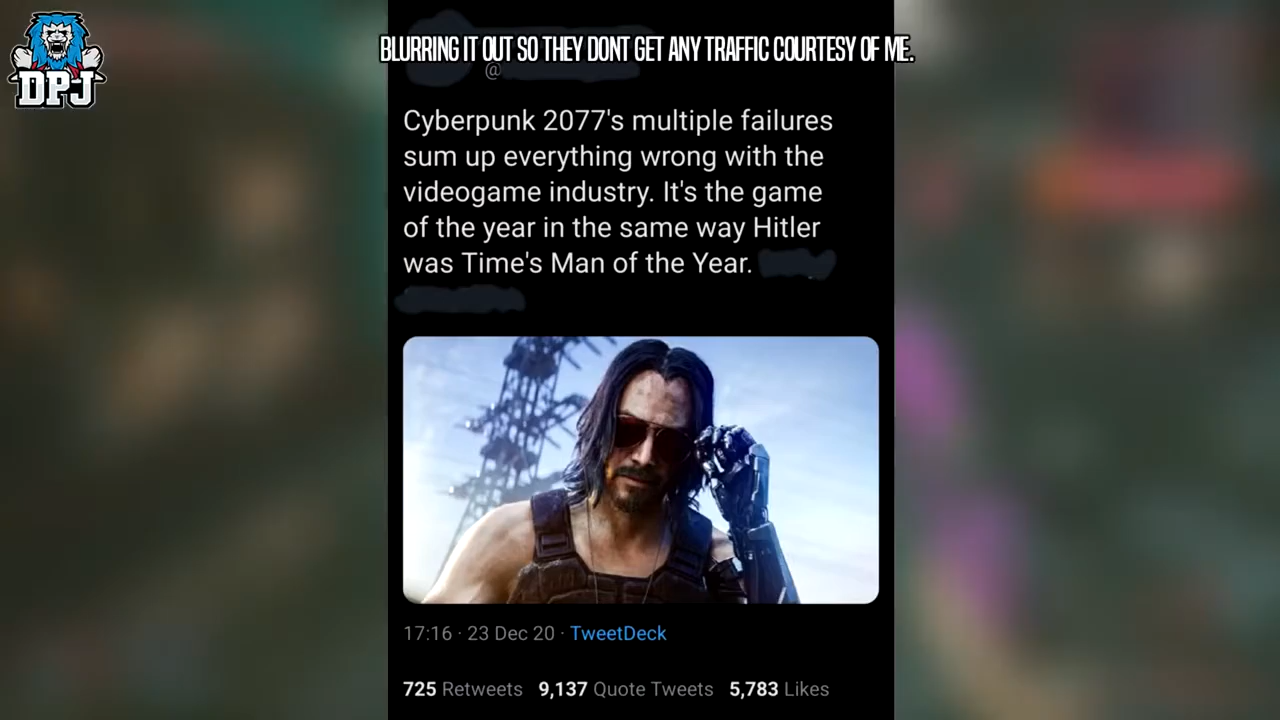 BLURRING IT OUT SO THEY DONT GET ANY TRAFFIC COURTESY OF ME.
DPJ
@
Cyberpunk 2077's multiple failures
sum up everything wrong with the
videogame industry. It's the game
of the year in the same way Hitler
was Time's Man of the Year.
17:16 · 23 Dec 20 · TweetDeck
725 Retweets 9,137 Quote Tweets 5,783 Likes